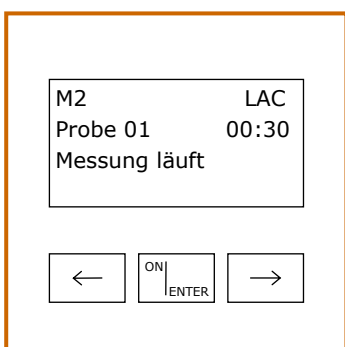 M2 LAC
Probe 01 00:30
Messung läuft
← ON ENTER →